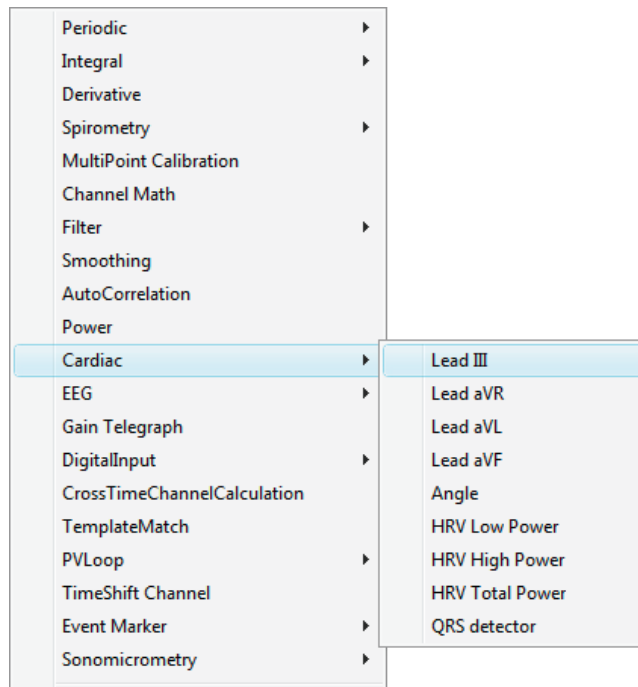 Periodic
Integral
Derivative
Spirometry
MultiPoint Calibration
Channel Math
Filter
Smoothing
AutoCorrelation
Power
Cardiac
EEG
Gain Telegraph
DigitalInput
CrossTimeChannelCalculation
TemplateMatch
PVLoop
TimeShift Channel
Event Marker
Sonomicrometry
Lead III
Lead aVR
Lead aVL
Lead aVF
Angle
HRV Low Power
HRV High Power
HRV Total Power
QRS detector